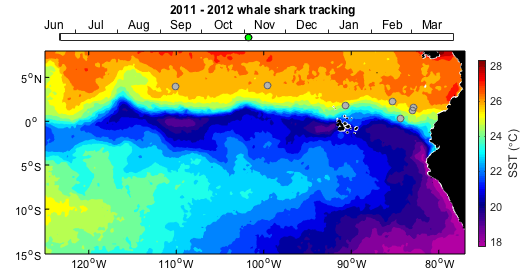 2011 - 2012 whale shark tracking
Jun Jul Aug Sep Oct Nov Dec Jan Feb Mar
5°N
0°
5°S
10°S
15°S
120°W 110°W 100°W 90°W 80°W
28
26
24
22
20
18
SST (°C)